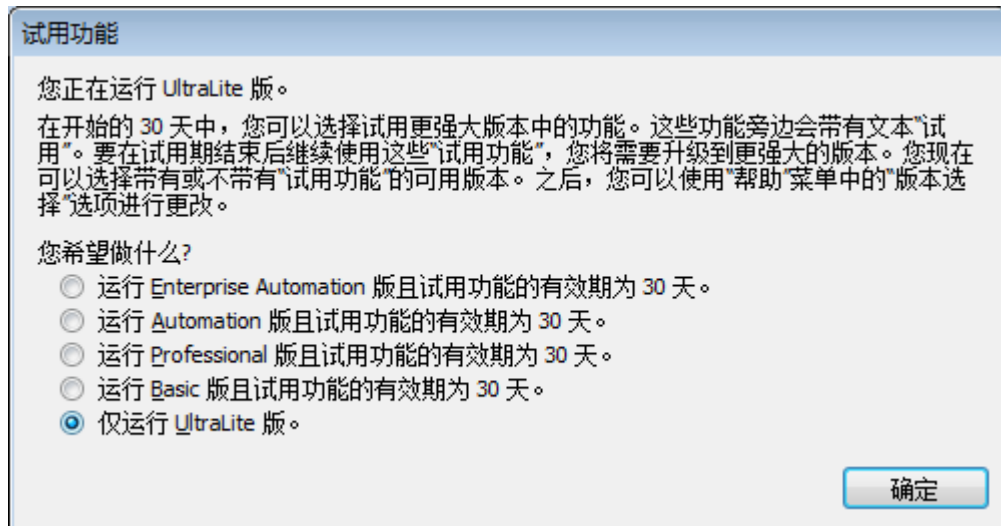 试用功能
您正在运行 UltraLite 版。
在开始的 30 天中，您可以选择试用更强大版本中的功能。这些功能旁边会带有文本"试
用"。要在试用期结束后继续使用这些"试用功能"，您将需要升级到更强大的版本。您现在
可以选择带有或不带有"试用功能"的可用版本。之后，您可以使用"帮助"菜单中的"版本选
择"选项进行更改。
您希望做什么?
运行 Enterprise Automation 版且试用功能的有效期为 30 天。
运行 Automation 版且试用功能的有效期为 30 天。
运行 Professional 版且试用功能的有效期为 30 天。
运行 Basic 版且试用功能的有效期为 30 天。
仅运行 UltraLite 版。
确定